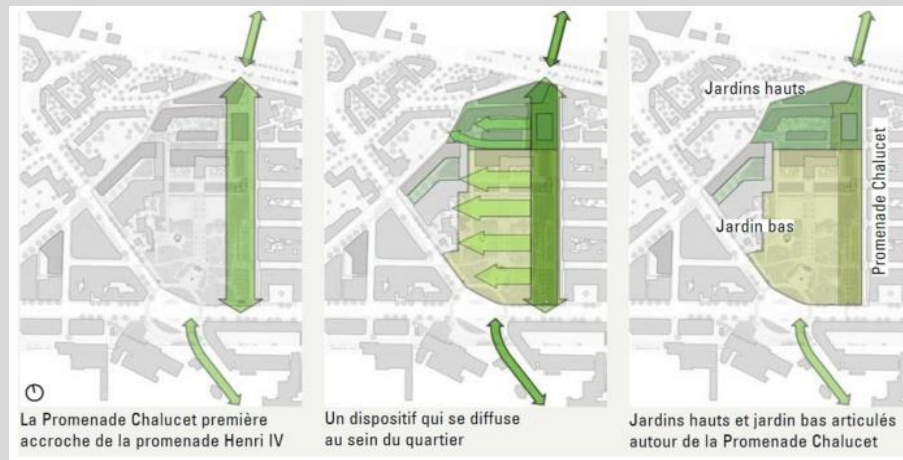 La Promenade Chalucet première
accroche de la promenade Henri IV
Un dispositif qui se diffuse
au sein du quartier
Jardins hauts
Jardin bas
Promenade Chalucet
Jardins hauts et jardin bas articulés
autour de la Promenade Chalucet